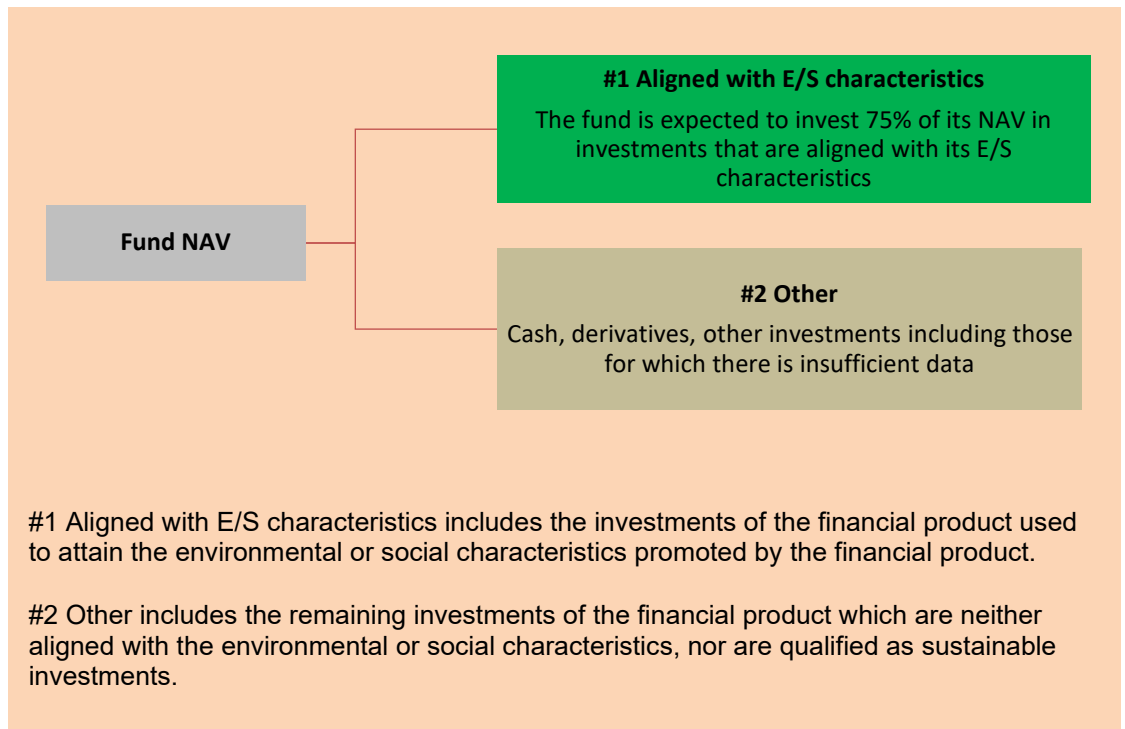 #1 Aligned with E/S characteristics
The fund is expected to invest 75% of its NAV in
investments that are aligned with its E/S
characteristics
Fund NAV
#2 Other
Cash, derivatives, other investments including those
for which there is insufficient data
#1 Aligned with E/S characteristics includes the investments of the financial product used
to attain the environmental or social characteristics promoted by the financial product.
#2 Other includes the remaining investments of the financial product which are neither
aligned with the environmental or social characteristics, nor are qualified as sustainable
investments.